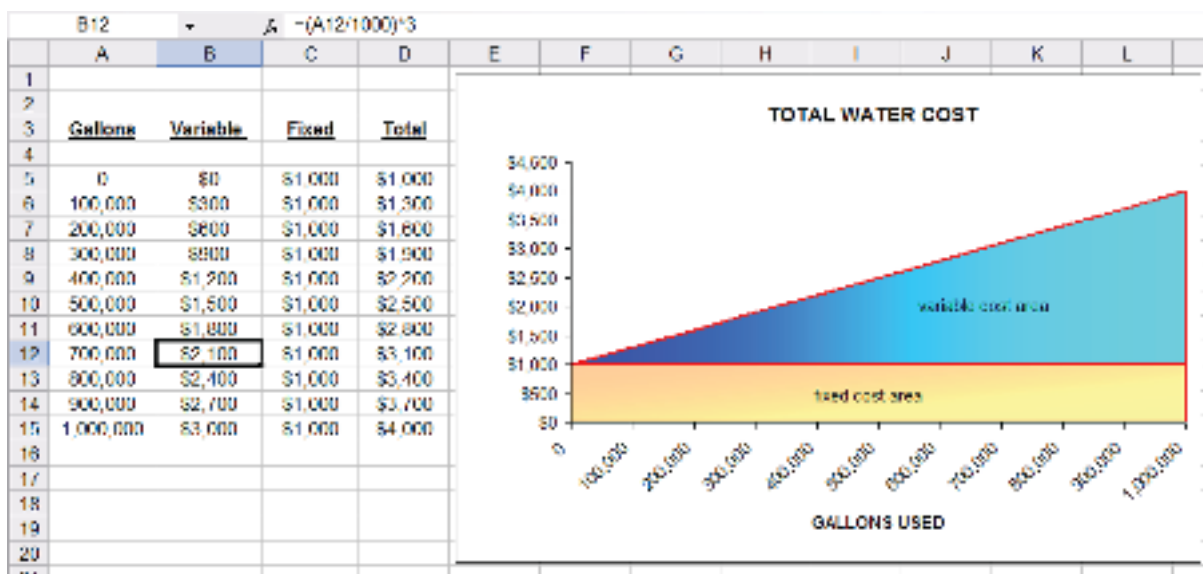 B12 fx =(A12/1000)*3
A B C D E F G H I J K L
1
2
3 Gallons Variable Fixed Total
4
5 0 $0 $1,000 $1,000
6 100,000 $300 $1,000 $1,300
7 200,000 $600 $1,000 $1,600
8 300,000 $900 $1,000 $1,900
9 400,000 $1,200 $1,000 $2,200
10 500,000 $1,500 $1,000 $2,500
11 600,000 $1,800 $1,000 $2,800
12 700,000 $2,100 $1,000 $3,100
13 800,000 $2,400 $1,000 $3,400
14 900,000 $2,700 $1,000 $3,700
15 1,000,000 $3,000 $1,000 $4,000
16
17
18
19
20
TOTAL WATER COST
$4,500
$4,000
$3,500
$3,000
$2,500
$2,000
$1,500
$1,000
$500
$0
variable cost area
fixed cost area
0 100,000 200,000 300,000 400,000 500,000 600,000 700,000 800,000 900,000 1,000,000
GALLONS USED